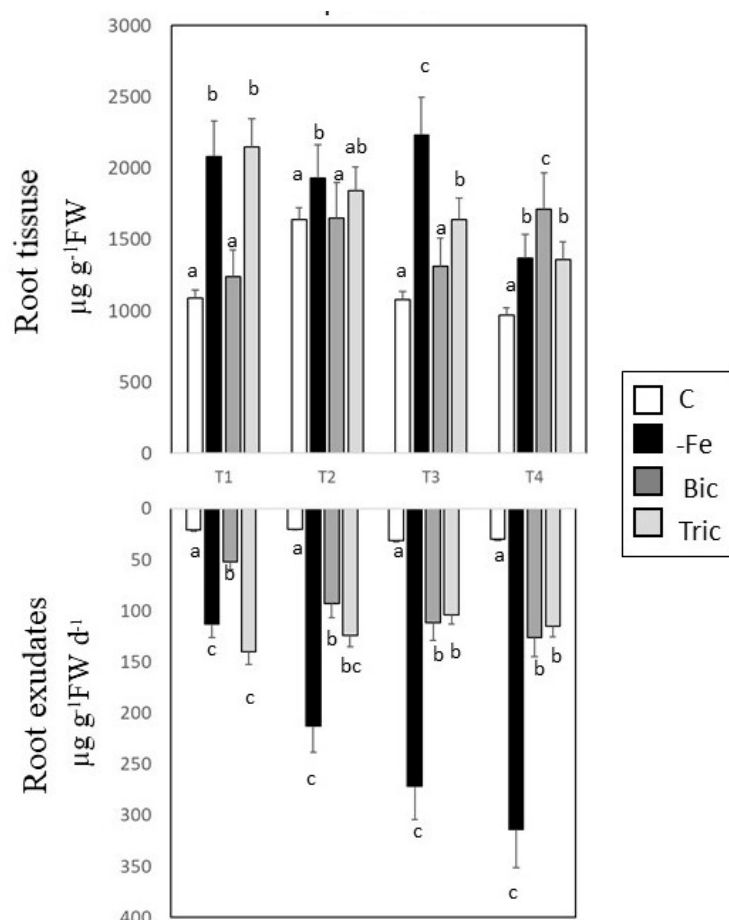 3000
2500
2000
1500
1000
500
0
Root tissuse
µg g-1FW
a b a b
a b a ab
a c a b
a b c b
T1 T2 T3 T4
C
-Fe
Bic
Tric
0
50
100
150
200
250
300
350
400
Root exudates
µg g-1FW d-1
a c b c
a c b bc
a c b b
a c b b